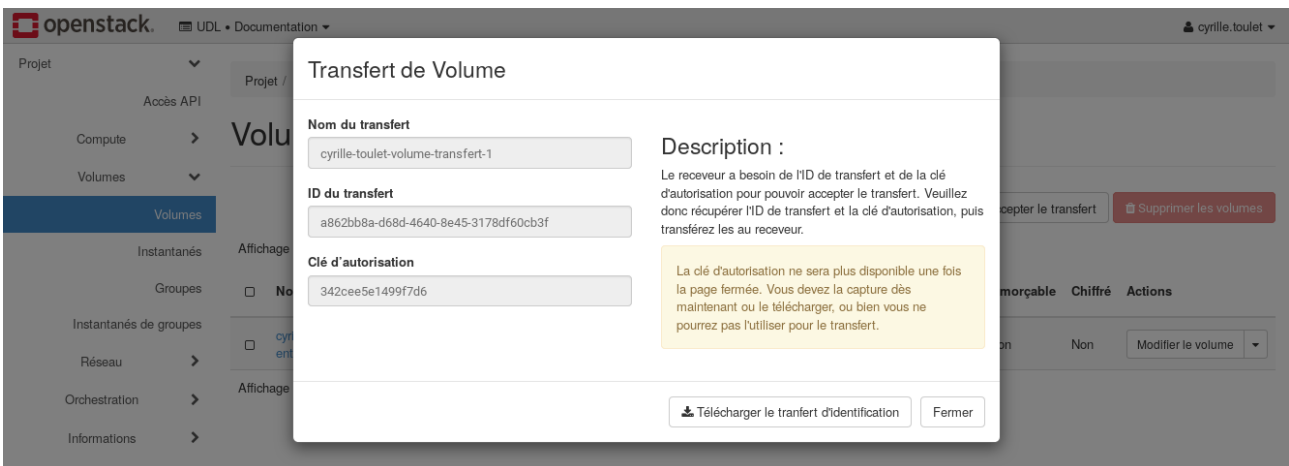 openstack. UDL • Documentation cyrille.toulet
Projet
Projet /
Accès API
Compute
Volumes
Volumes
Instantanés
Groupes
Instantanés de groupes
Réseau
Orchestration
Informations
Transfert de Volume
Nom du transfert
cyrille-toulet-volume-transfert-1
ID du transfert
a862bb8a-d68d-4640-8e45-3178df60cb3f
Clé d'autorisation
342cee5e1499f7d6
Description :
Le receveur a besoin de l'ID de transfert et de la clé
d'autorisation pour pouvoir accepter le transfert. Veuillez
donc récupérer l'ID de transfert et la clé d'autorisation, puis
transférez les au receveur.
La clé d'autorisation ne sera plus disponible une fois
la page fermée. Vous devez la capture dès
maintenant ou le télécharger, ou bien vous ne
pourrez pas l'utiliser pour le transfert.
Télécharger le tranfert d'identification Fermer
le transfert Supprimer les volumes
Affichage
Chiffré Actions
Non Modifier le volume
Affichage